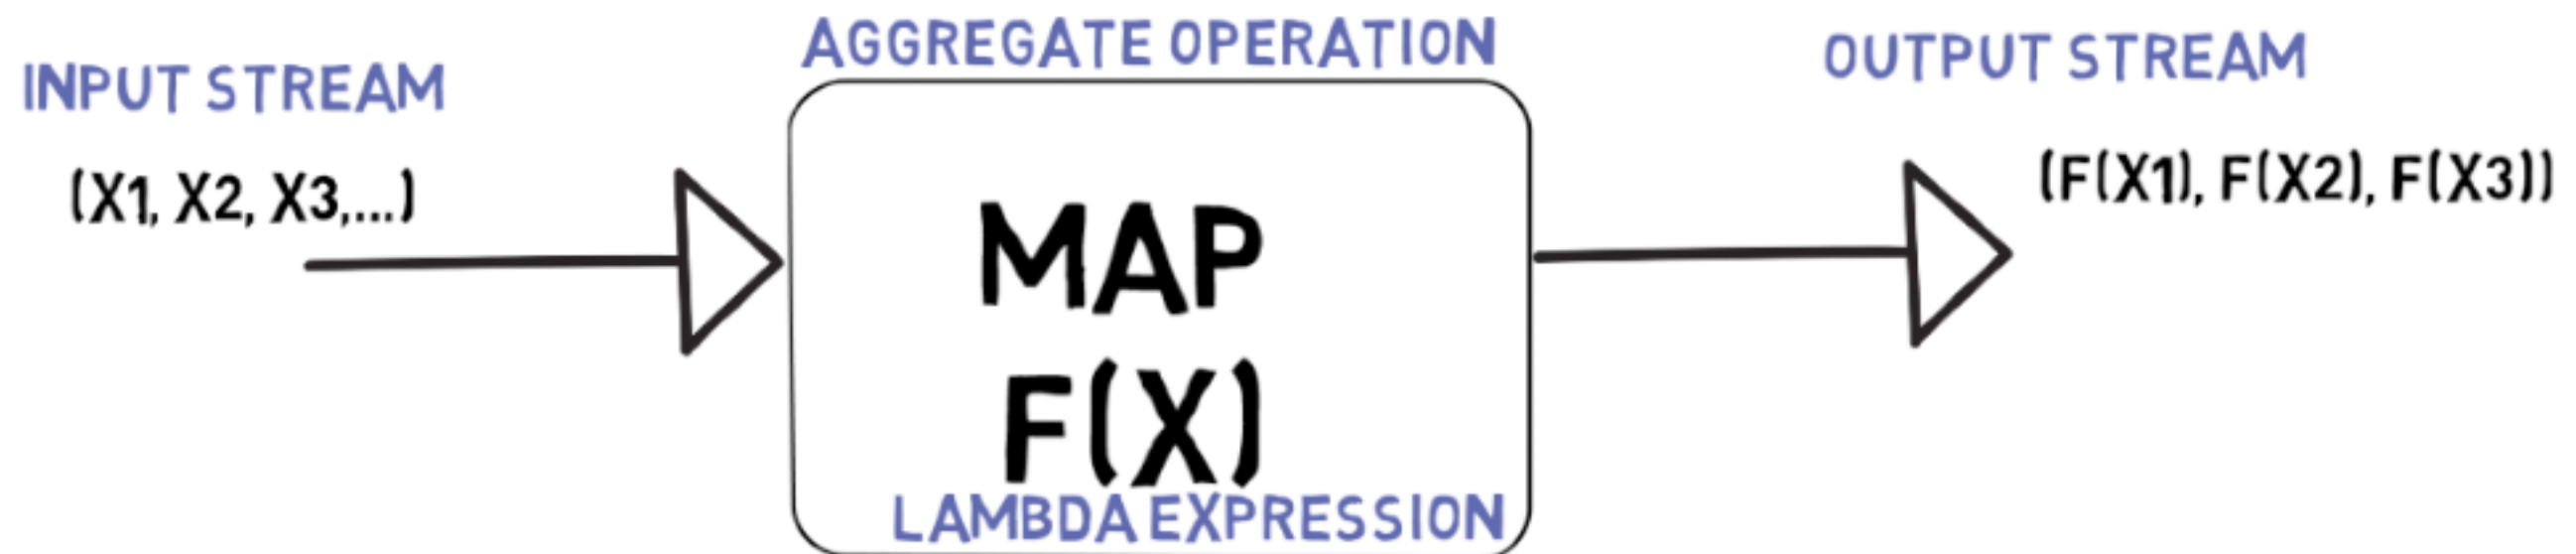 INPUT STREAM
(X1, X2, X3,...)
AGGREGATE OPERATION
MAP
F(X)
LAMBDA EXPRESSION
OUTPUT STREAM
(F(X1), F(X2), F(X3))